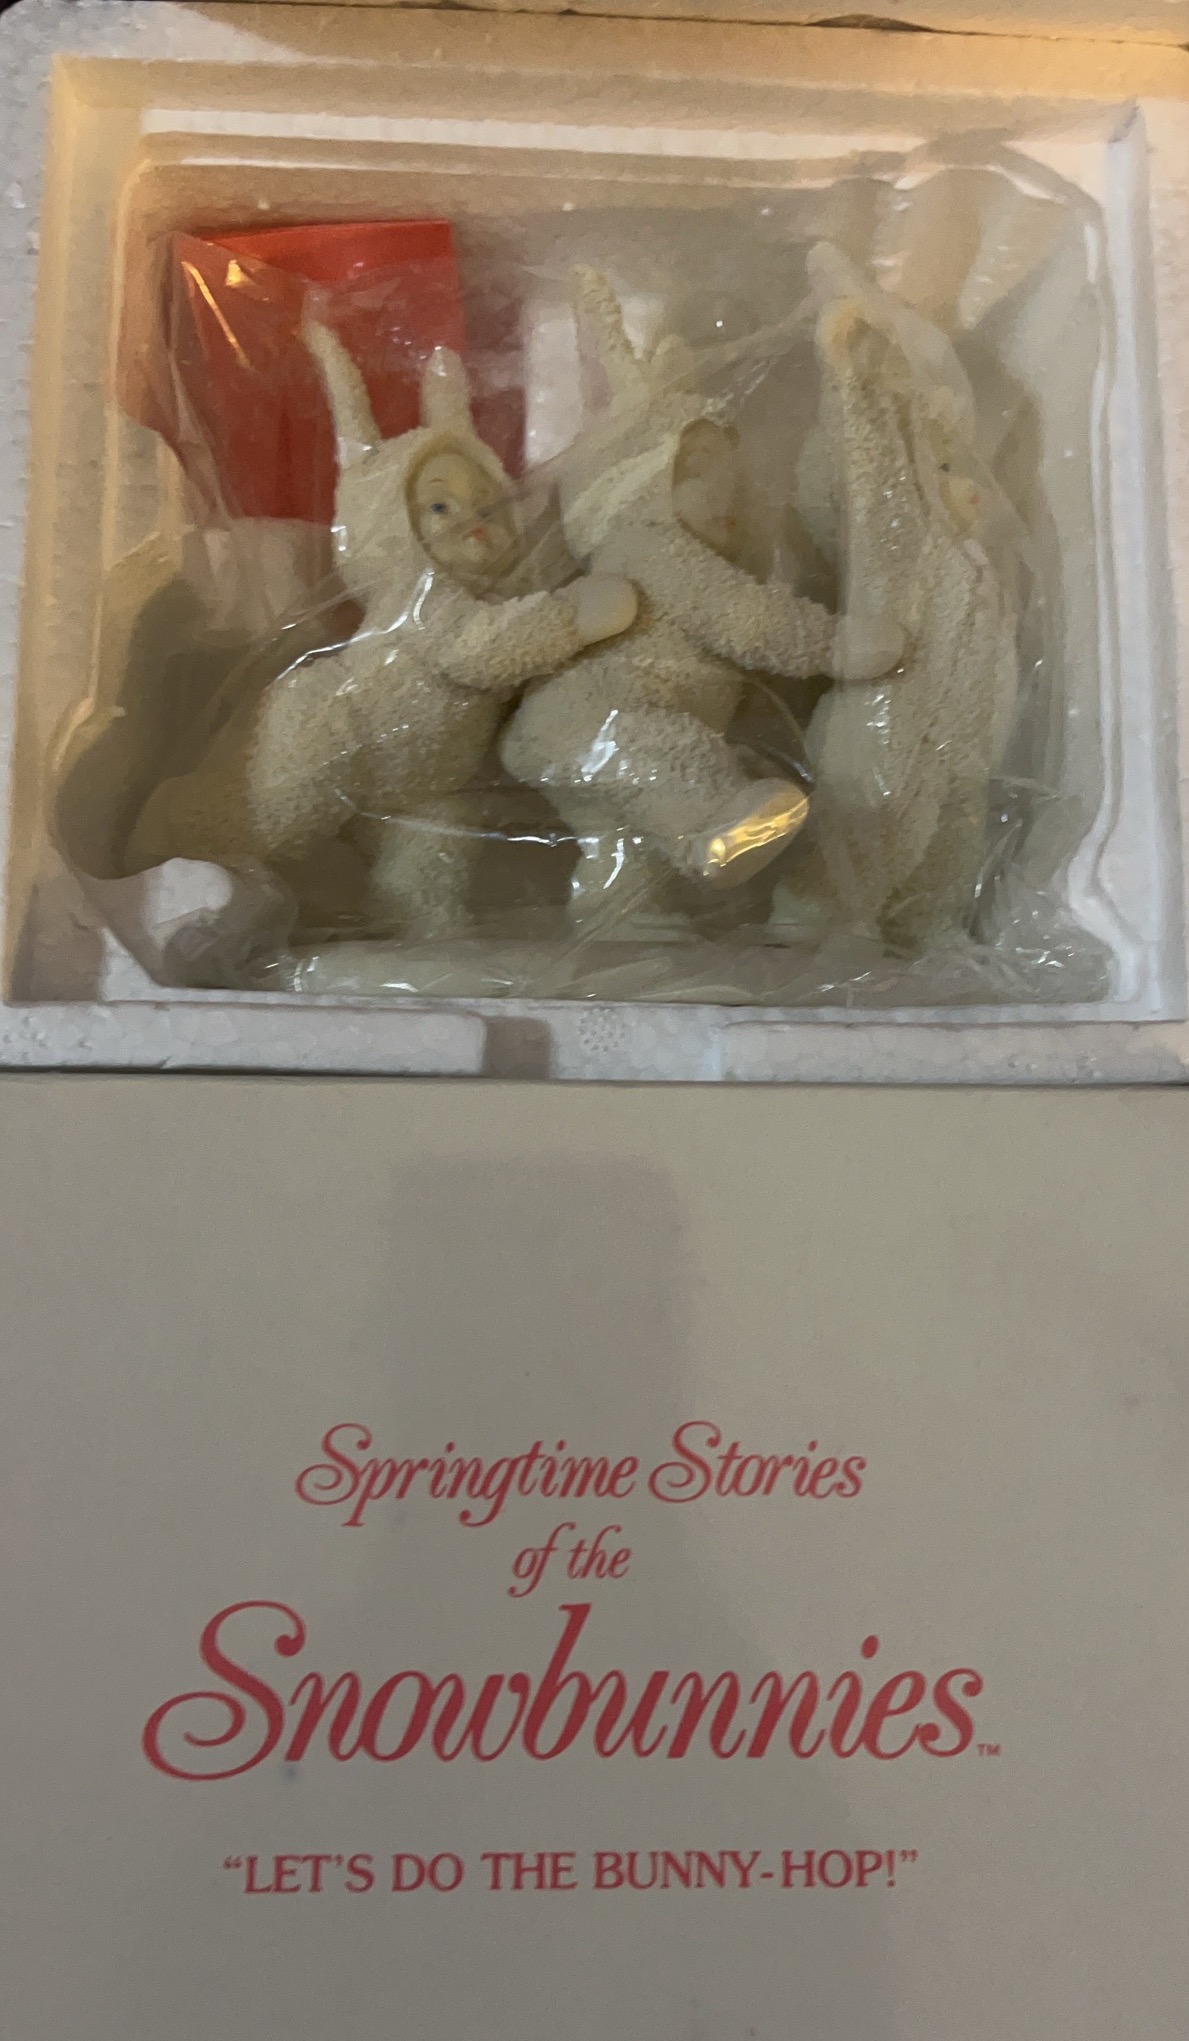 Springtime Stories
of the
Snowbunnies™
“LET’S DO THE BUNNY-HOP!”